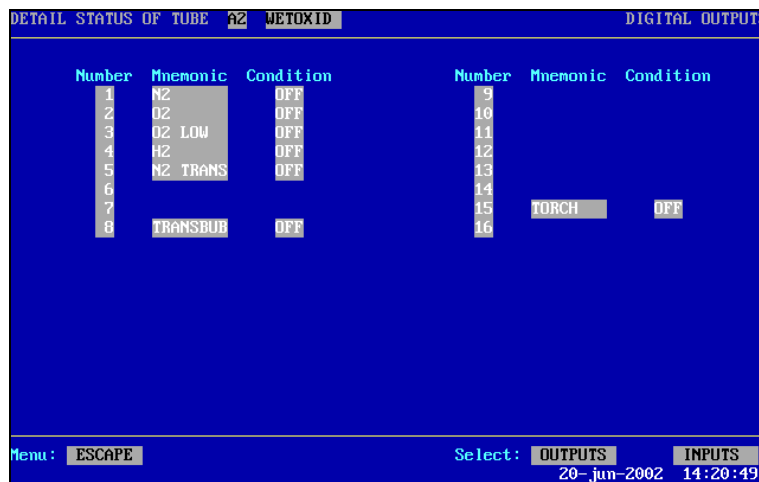 DETAIL STATUS OF TUBE A2 WETOXID DIGITAL OUTPUT
Number Mnemonic Condition Number Mnemonic Condition
1 N2 OFF 9
2 O2 OFF 10
3 O2 LOW OFF 11
4 H2 OFF 12
5 N2 TRANS OFF 13
6 14
7 15 TORCH OFF
8 TRANSBUB OFF 16
Menu: ESCAPE Select: OUTPUTS INPUTS
20-jun-2002 14:20:49